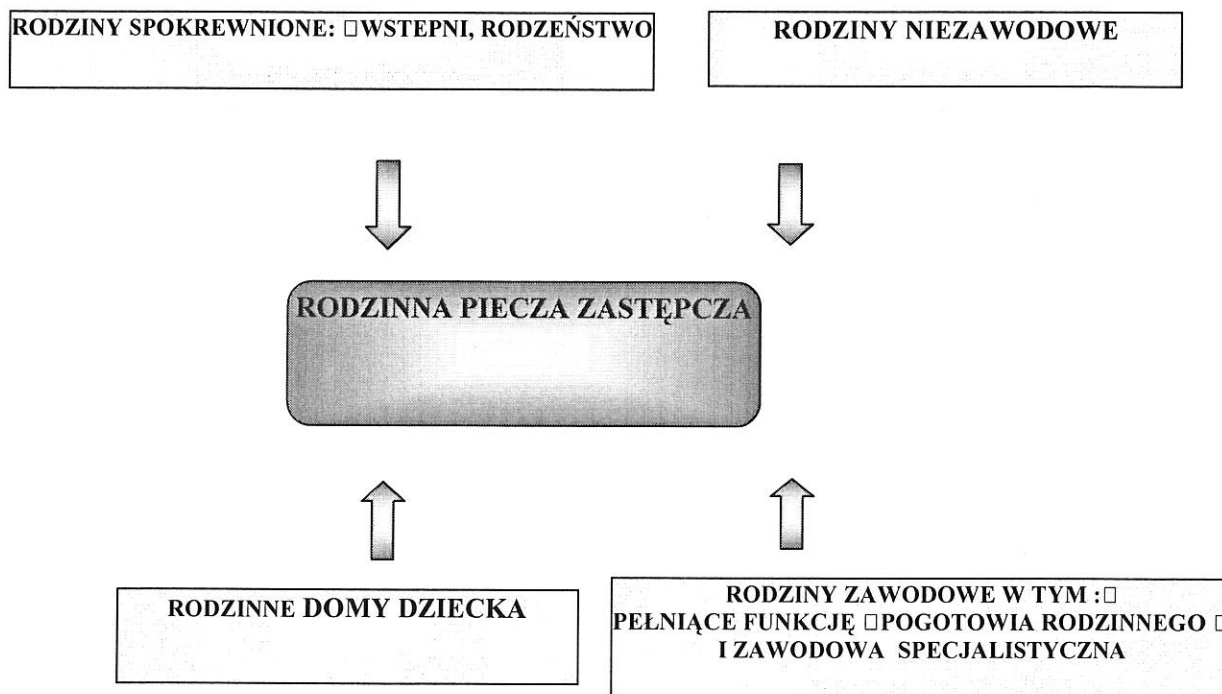 RODZINY SPOKREWNIONE: □WSTEPNI, RODZEŃSTWO
RODZINY NIEZAWODOWE
RODZINNA PIECZA ZASTĘPCZA
RODZINNE DOMY DZIECKA
RODZINY ZAWODOWE W TYM :□
PEŁNIĄCE FUNKCJĘ □POGOTOWIA RODZINNEGO □
I ZAWODOWA SPECJALISTYCZNA